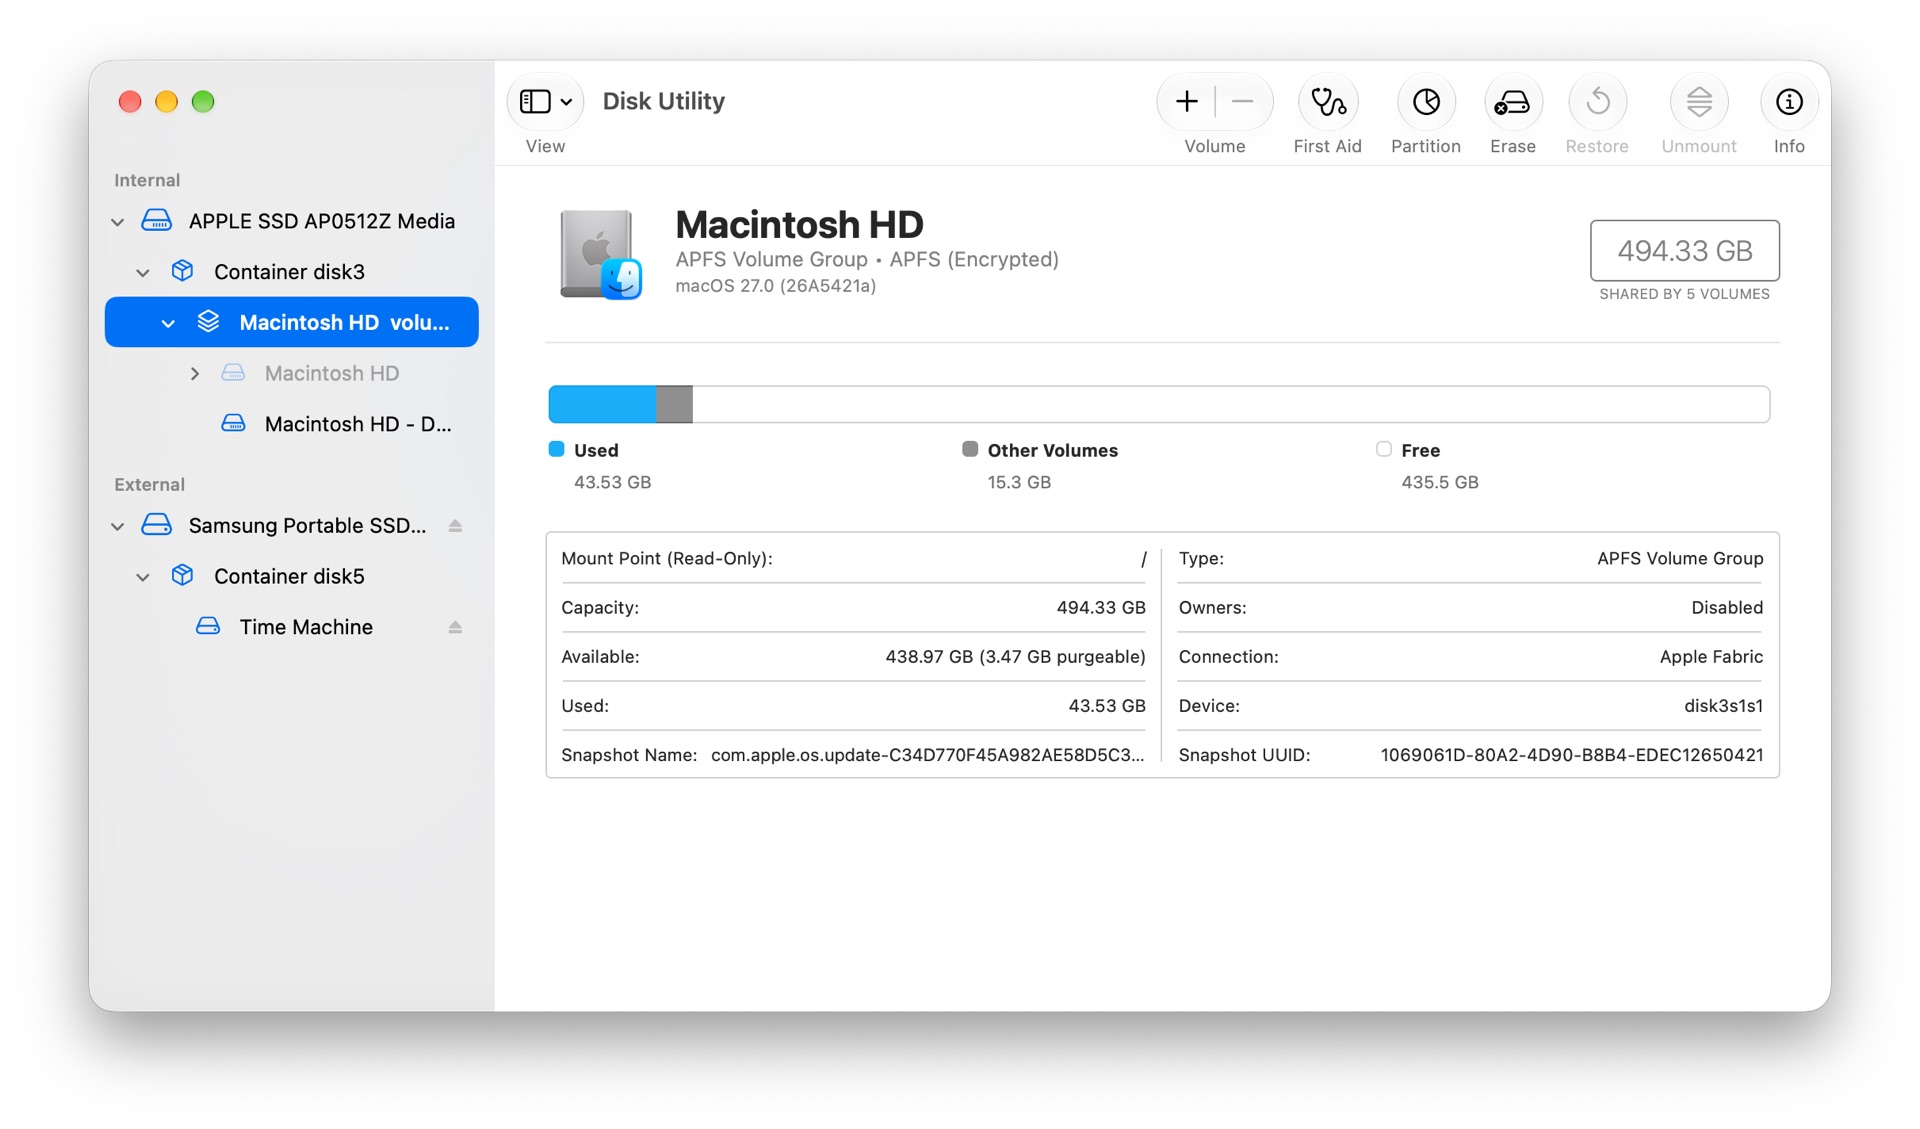 Disk Utility
View
Volume
First Aid
Partition
Erase
Restore
Unmount
Info
Internal
APPLE SSD AP0512Z Media
Container disk3
Macintosh HD volu...
Macintosh HD
Macintosh HD - D...
External
Samsung Portable SSD...
Container disk5
Time Machine
Macintosh HD
APFS Volume Group • APFS (Encrypted)
macOS 27.0 (26A5421a)
494.33 GB
SHARED BY 5 VOLUMES
Used
43.53 GB
Other Volumes
15.3 GB
Free
435.5 GB
Mount Point (Read-Only): /
Capacity: 494.33 GB
Available: 438.97 GB (3.47 GB purgeable)
Used: 43.53 GB
Snapshot Name: com.apple.os.update-C34D770F45A982AE58D5C3...
Type: APFS Volume Group
Owners: Disabled
Connection: Apple Fabric
Device: disk3s1s1
Snapshot UUID: 1069061D-80A2-4D90-B8B4-EDEC12650421